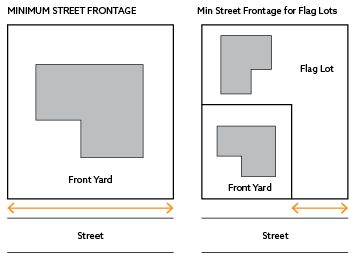 MINIMUM STREET FRONTAGE
Front Yard
Street
Min Street Frontage for Flag Lots
Flag Lot
Front Yard
Street